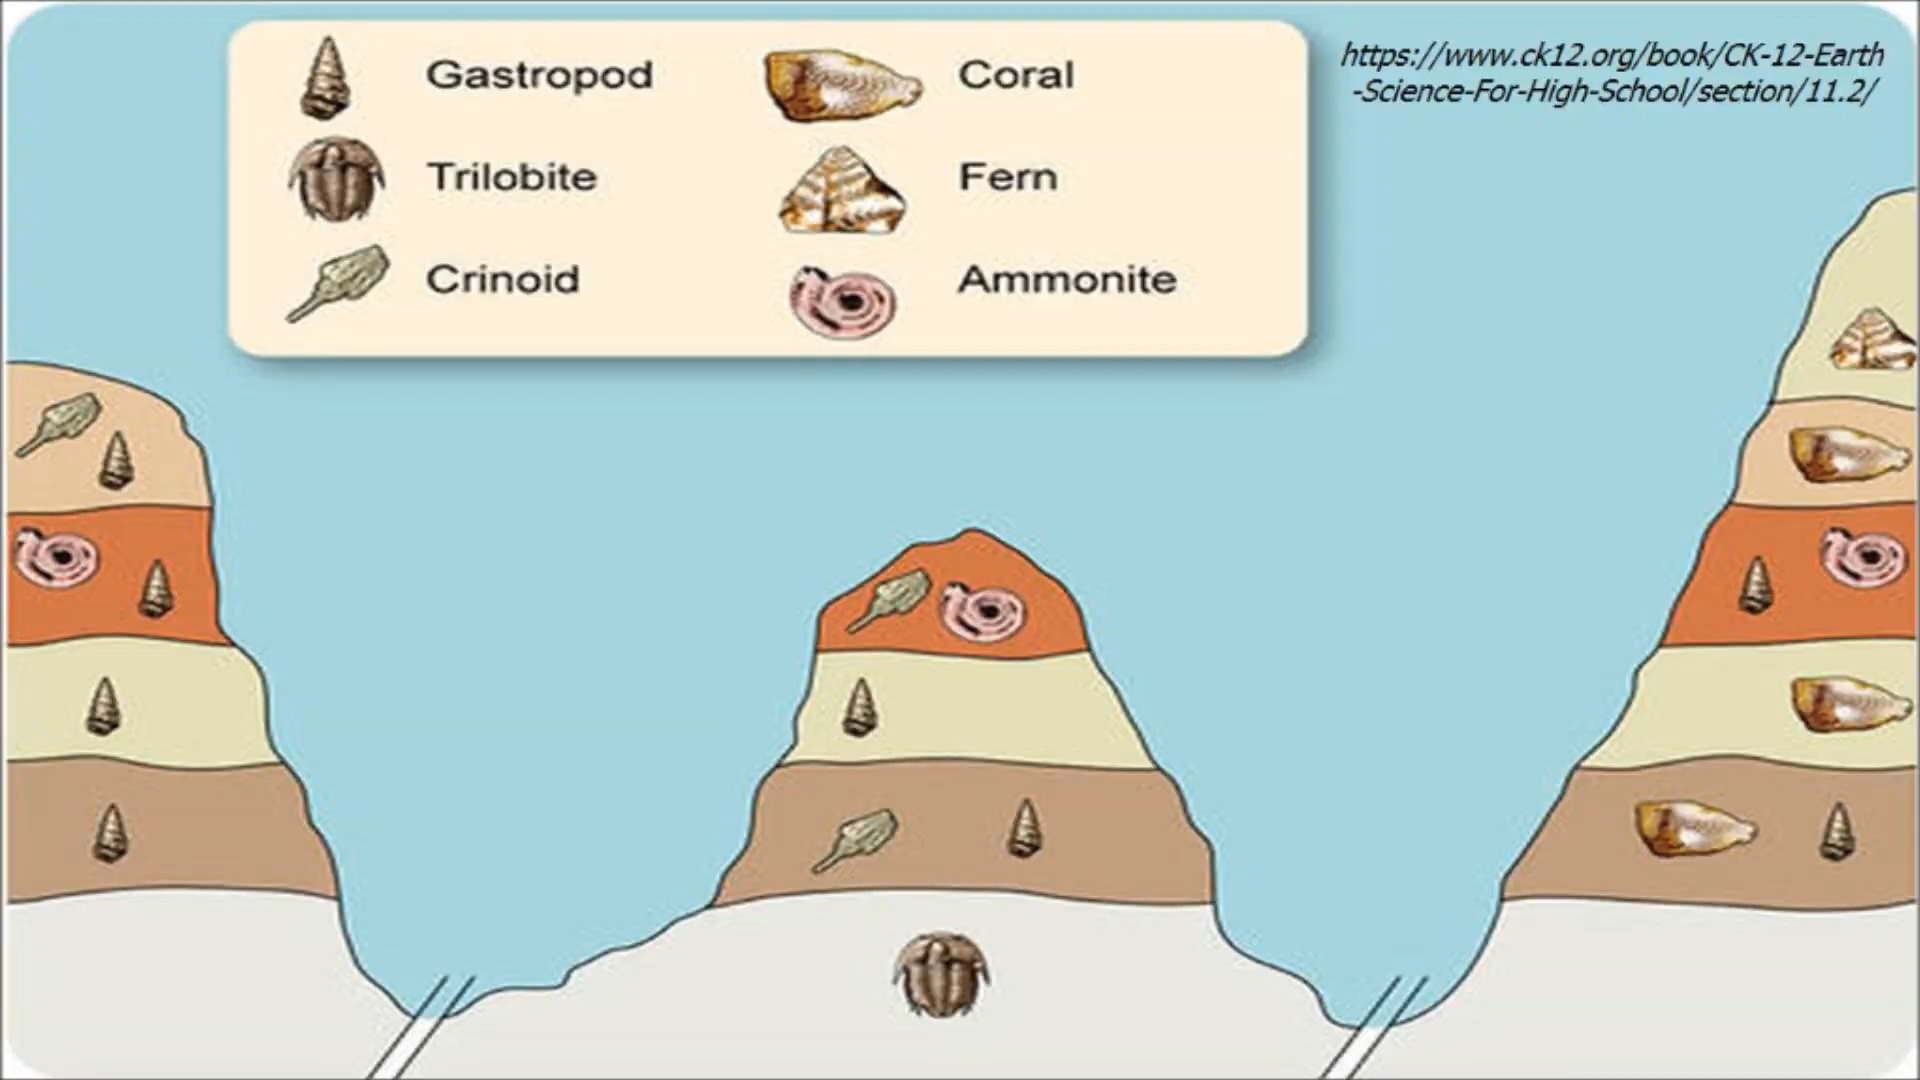 Gastropod
Coral
https://www.ck12.org/book/CK-12-Earth
-Science-For-High-School/section/11.2/
Trilobite
Fern
Crinoid
Ammonite